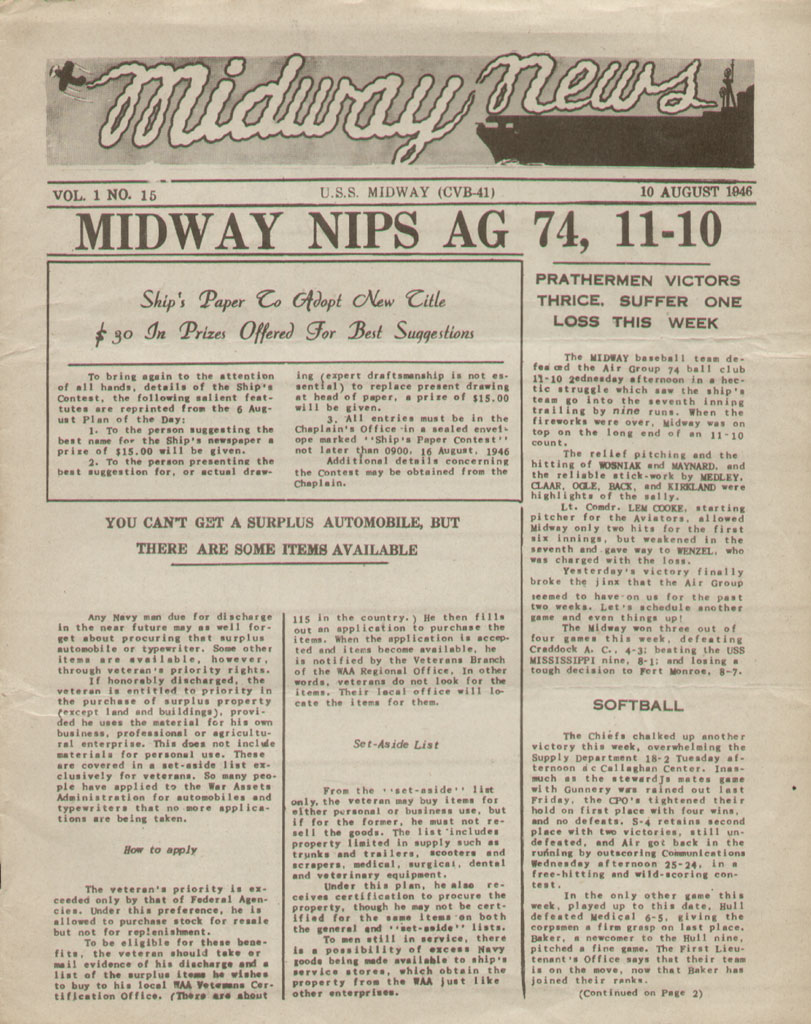 Midway News
VOL. 1 NO. 15
U.S.S. MIDWAY (CVB-41)
10 AUGUST 1946
MIDWAY NIPS AG 74, 11-10
Ship's Paper To Adopt New Title
$30 In Prizes Offered For Best Suggestions
To bring again to the attention
of all hands, details of the Ship's
Contest, the following salient feat-
tutes are reprinted from the 6 Aug-
ust Plan of the Day:
1. To the person suggesting the
best name for the Ship's newspaper a
prize of $15.00 will be given.
2. To the person presenting the
best suggestion for, or actual draw-
ing (expert draftsmanship is not es-
sential) to replace present drawing
at head of paper, a prize of $15.00
will be given.
3. All entries must be in the
Chaplain's Office in a sealed envel-
ope marked ''Ship's Paper Contest''
not later than 0900, 16 August, 1946
Additional details concerning
the Contest may be obtained from the
Chaplain.
YOU CAN'T GET A SURPLUS AUTOMOBILE, BUT
THERE ARE SOME ITEMS AVAILABLE
Any Navy man due for discharge
in the near future may as well for-
get about procuring that surplus
automobile or typewriter. Some other
items are available, however,
through veteran's priority rights.
If honorably discharged, the
veteran is entitled to priority in
the purchase of surplus property
(except land and buildings), provi-
ded he uses the material for his own
business, professional or agricultu-
ral enterprise. This does not include
materials for personal use. These
are covered in a set-aside list ex-
clusively for veterans. So many peo-
ple have applied to the War Assets
Administration for automobiles and
typewriters that no more applica-
tions are being taken.
How to apply
The veteran's priority is ex-
ceeded only by that of Federal Agen-
cies. Under this preference, he is
allowed to purchase stock for resale
but not for replenishment.
To be eligible for these bene-
fits, the veteran should take or
mail evidence of his discharge and a
list of the surplus items he wishes
to buy to his local WAA Veterans Cer-
tification Office. (There are about
115 in the country.) He then fills
out an application to purchase the
items. When the application is accep-
ted and items become available, he
is notified by the Veterans Branch
of the WAA Regional Office, In other
words, veterans do not look for the
items. Their local office will lo-
cate the items for them.
Set-Aside List
From the ''set-aside'' list
only, the veteran may buy items for
either personal or business use, but
if for the former, he must not re-
sell the goods. The list includes
property limited in supply such as
trunks and trailers, scooters and
scrapers, medical, surgical, dental
and veterinary equipment.
Under this plan, he also re-
ceives certification to procure the
property, though he may not be cert-
ified for the same items on both
the general and ''set-aside'' lists.
To men still in service, there
is a possibility of excess Navy
goods being made available to ship's
service stores, which obtain the
property from the WAA just like
other enterprises.
PRATHERMEN VICTORS
THRICE, SUFFER ONE
LOSS THIS WEEK
The MIDWAY baseball team de-
feated the Air Group 74 ball club
11-10 2ednesday afternoon in a hec-
tic struggle which saw the ship's
team go into the seventh inning
trailing by nine runs. When the
fireworks were over, Midway was on
top on the long end of an 11-10
count.
The relief pitching and the
hitting of WOSNIAK and MAYNARD, and
the reliable stick-work by MEDLEY,
CLAAR, OGLE, BACK, and KIRKLAND were
highlights of the sally.
Lt. Comdr. LEM COOKE, starting
pitcher for the Aviators, allowed
Midway only two hits for the first
six innings, but weakened in the
seventh and gave way to WENZEL, who
was charged with the loss.
Yesterday's victory finally
broke the jinx that the Air Group
seemed to have on us for the past
two weeks. Let's schedule another
game and even things up!
The Midway won three out of
four games this week, defeating
Craddock A. C., 4-3; beating the USS
MISSISSIPPI nine, 8-1; and losing a
tough decision to Fort Monroe, 8-7.
SOFTBALL
The Chiefs chalked up another
victory this week, overwhelming the
Supply Department 18-2 Tuesday af-
ternoon at Callaghan Center. Inas-
much as the stewardjs mates game
with Gunnery was rained out last
Friday, the CPO's tightened their
hold on first place with four wins,
and no defeats. S-4 retains second
place with two victories, still un-
defeated, and Air got back in the
running by outscoring Communications
Wednesday afternoon 25-24, in a
free-hitting and wild-scoring con-
test.
In the only other game this
week, played up to this date, Hull
defeated Medical 6-5, giving the
corpsmen a firm grasp on last place.
Baker, a newcomer to the Hull nine,
pitched a fine game. The First Lieu-
tenant's Office says that their team
is on the move, now that Baker has
joined their ranks.
(Continued on Page 2)